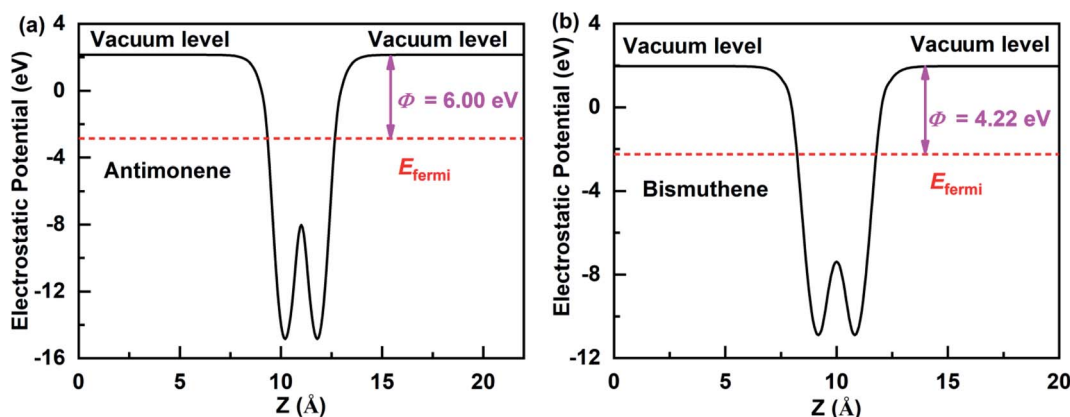 (a)
Electrostatic Potential (eV)
4
0
-4
-8
-12
-16
Vacuum level
Vacuum level
Φ = 6.00 eV
Antimonene
E_fermi
0
5
10
15
20
Z (Å)
(b)
Electrostatic Potential (eV)
4
0
-4
-8
-12
Vacuum level
Vacuum level
Φ = 4.22 eV
Bismuthene
E_fermi
0
5
10
15
20
Z (Å)